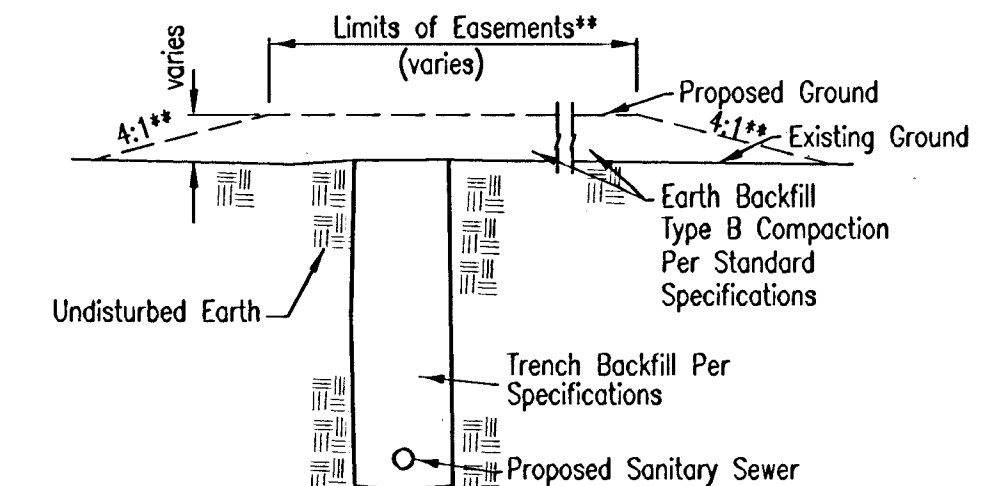 Limits of Easements**
(varies)
varies
4:1**
Proposed Ground
4:1**
Existing Ground
Earth Backfill
Type B Compaction
Per Standard
Specifications
Undisturbed Earth
Trench Backfill Per
Specifications
Proposed Sanitary Sewer